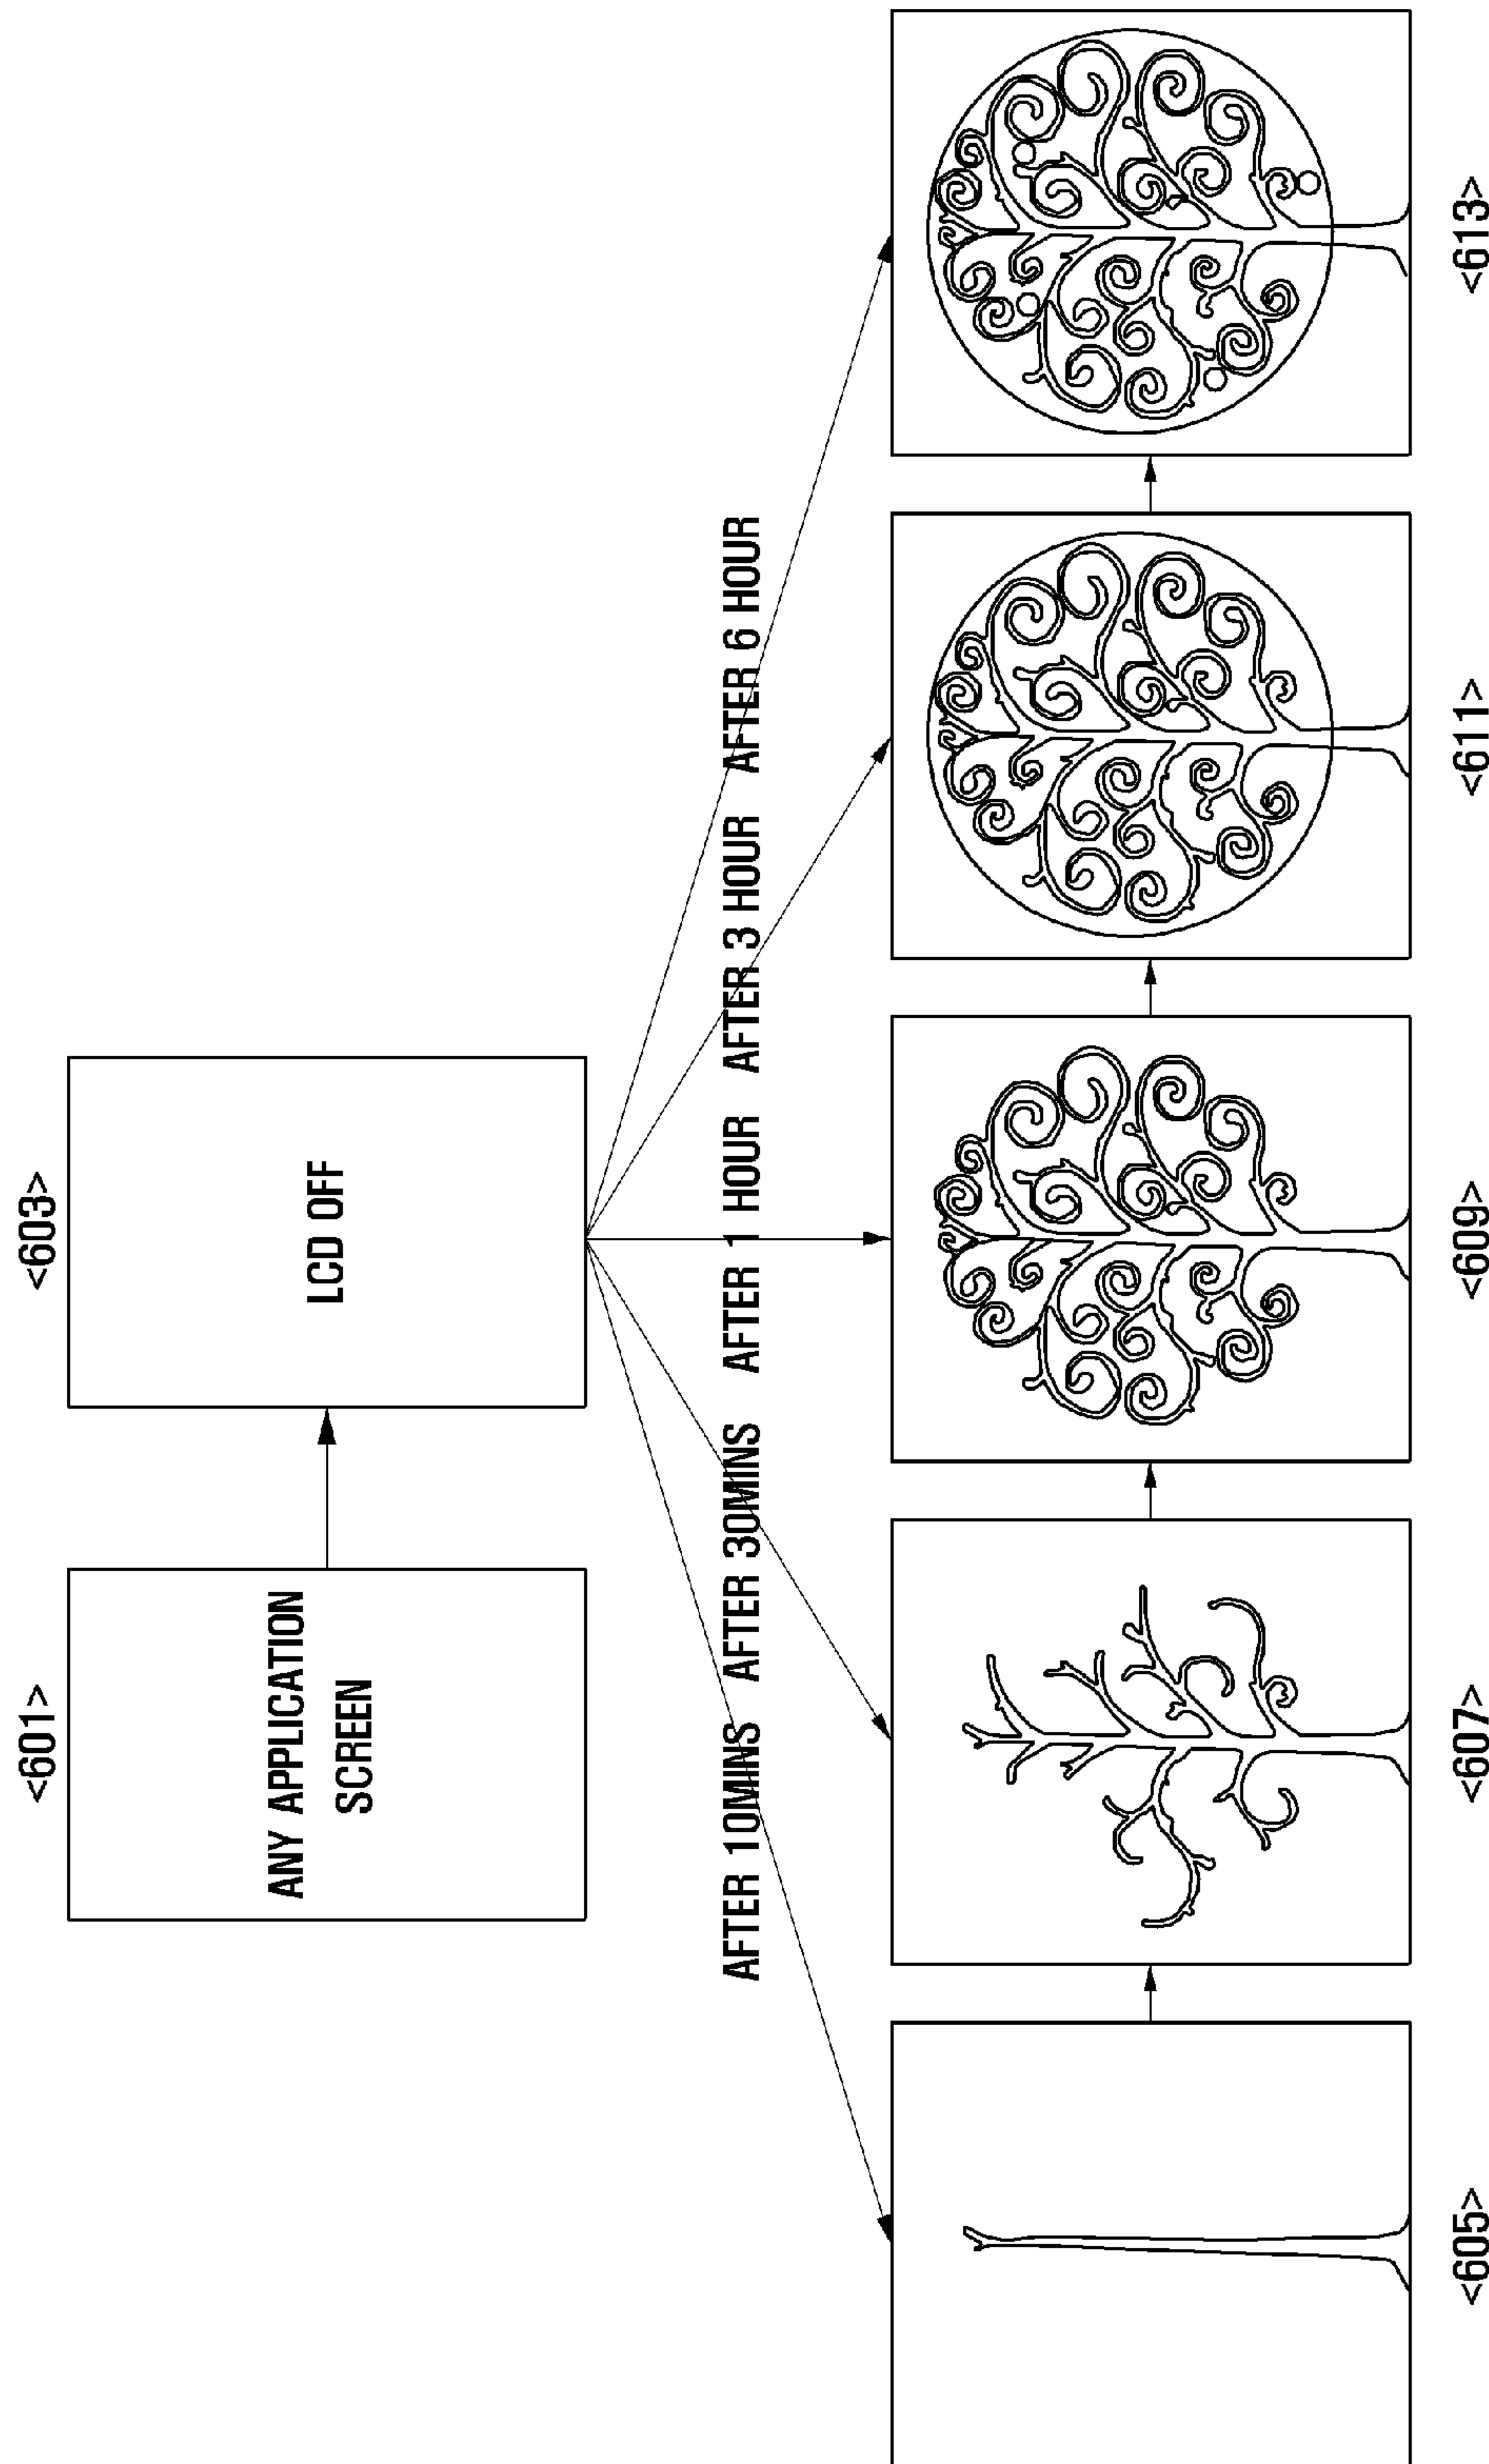 <601>
<603>
ANY APPLICATION
SCREEN
LCD OFF
AFTER 10MINS
AFTER 30MINS
AFTER 1 HOUR
AFTER 3 HOUR
AFTER 6 HOUR
<605>
<607>
<609>
<611>
<613>